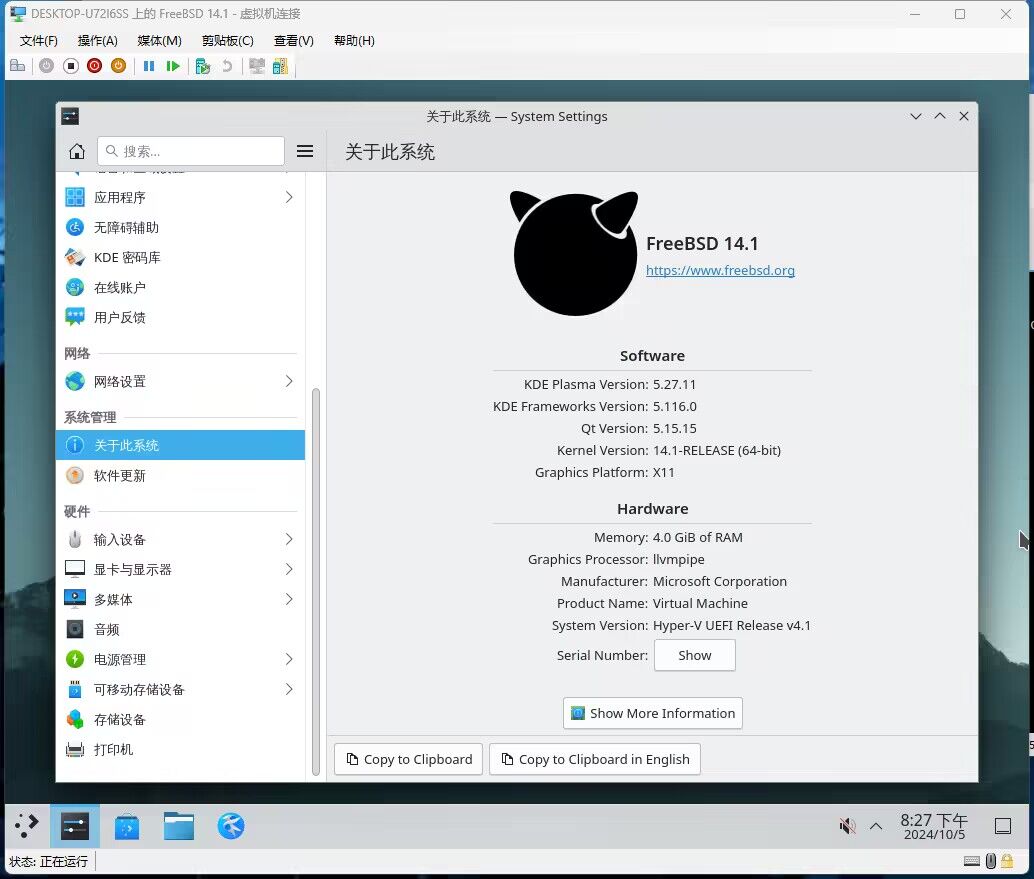 DESKTOP-U72I6SS 上的 FreeBSD 14.1 - 虚拟机连接
文件(F) 操作(A) 媒体(M) 剪贴板(C) 查看(V) 帮助(H)
关于此系统 — System Settings
搜索...
关于此系统
应用程序
无障碍辅助
KDE 密码库
在线账户
用户反馈
网络
网络设置
系统管理
关于此系统
软件更新
硬件
输入设备
显卡与显示器
多媒体
音频
电源管理
可移动存储设备
存储设备
打印机
FreeBSD 14.1
https://www.freebsd.org
Software
KDE Plasma Version: 5.27.11
KDE Frameworks Version: 5.116.0
Qt Version: 5.15.15
Kernel Version: 14.1-RELEASE (64-bit)
Graphics Platform: X11
Hardware
Memory: 4.0 GiB of RAM
Graphics Processor: llvmpipe
Manufacturer: Microsoft Corporation
Product Name: Virtual Machine
System Version: Hyper-V UEFI Release v4.1
Serial Number: Show
Show More Information
Copy to Clipboard Copy to Clipboard in English
8:27 下午
2024/10/5
状态: 正在运行